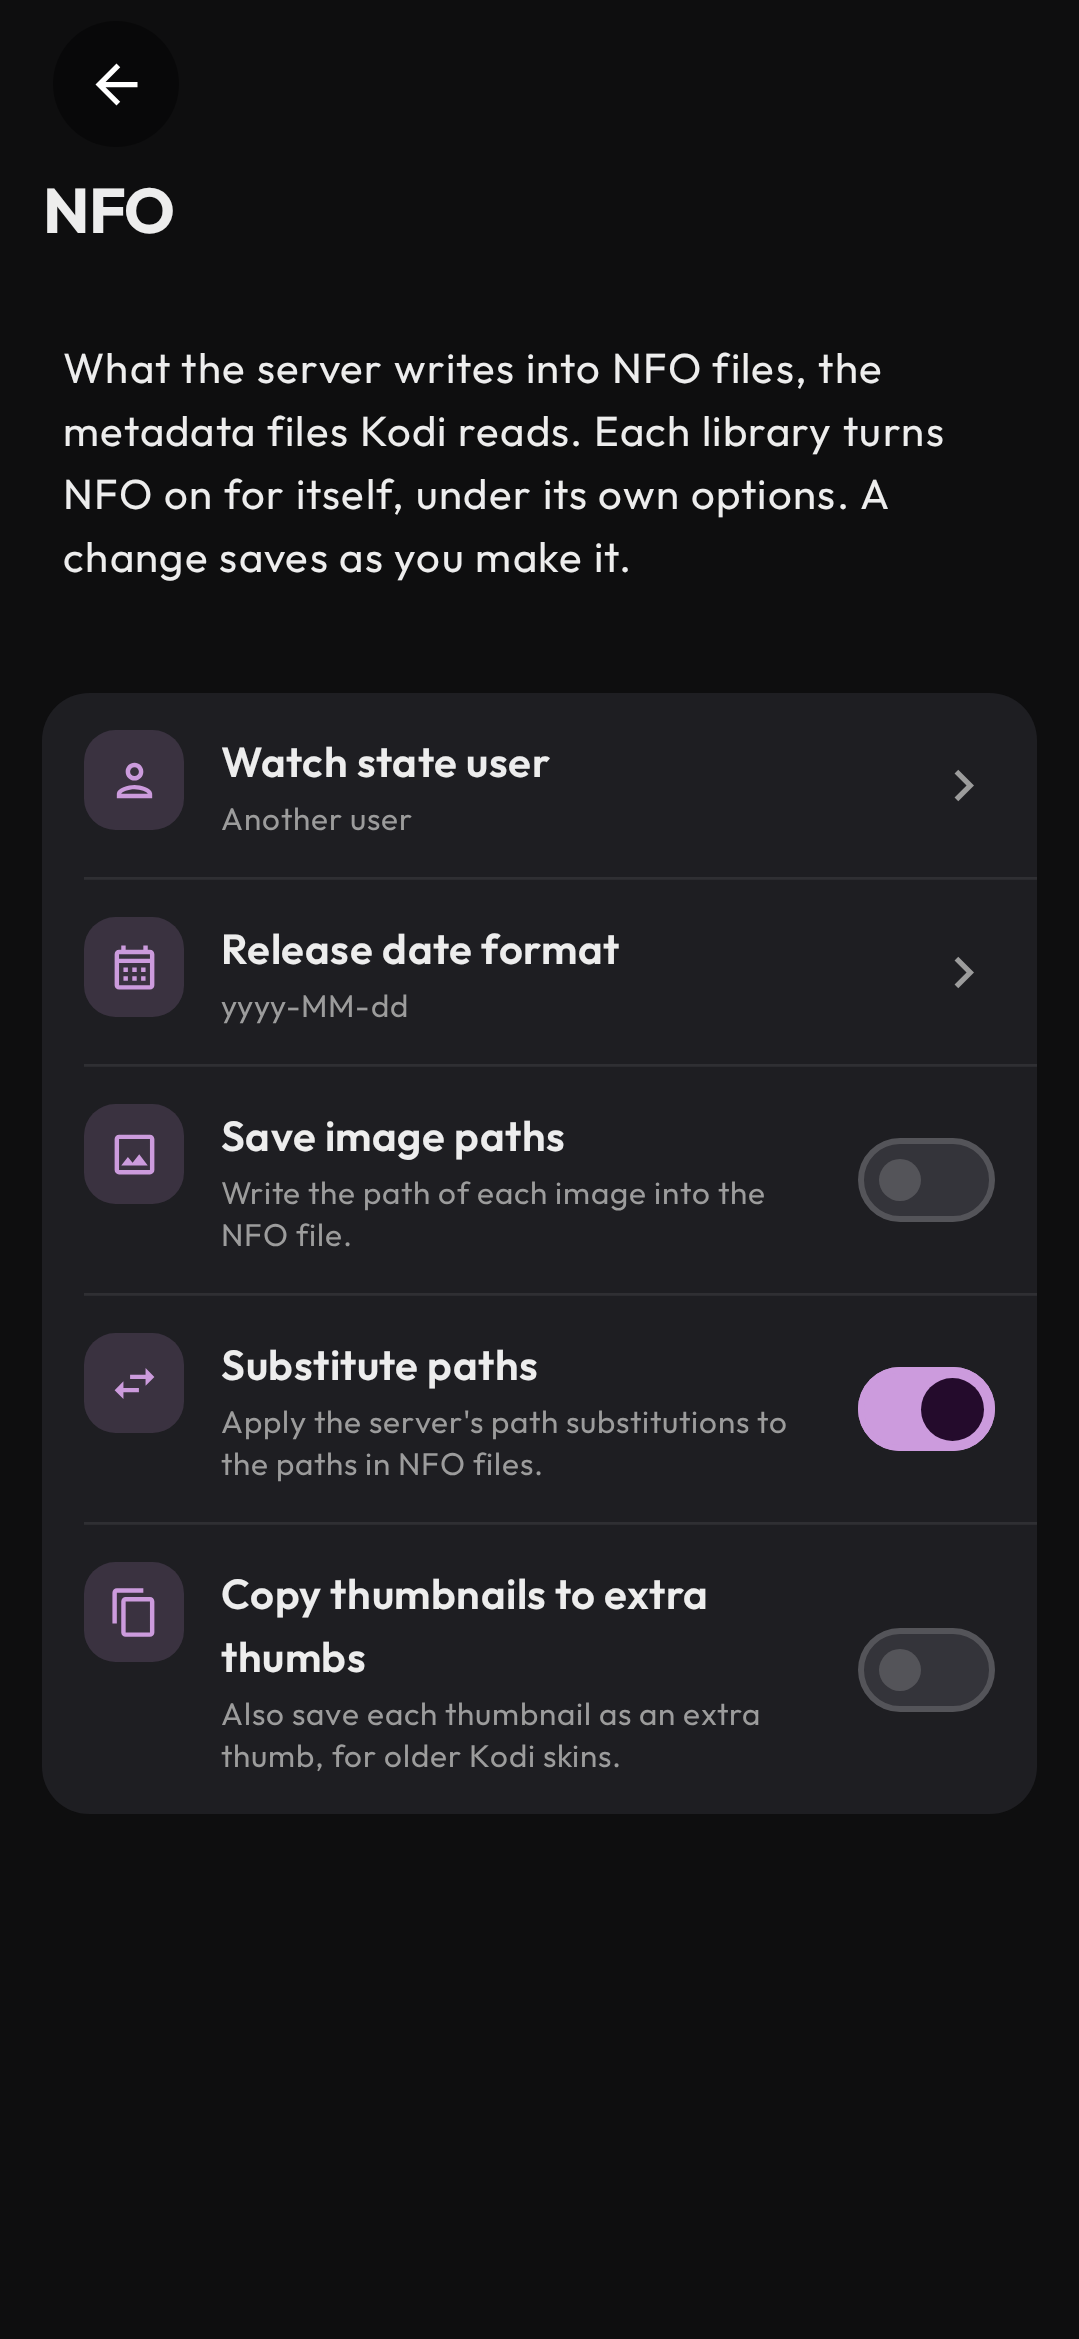 NFO
What the server writes into NFO files, the
metadata files Kodi reads. Each library turns
NFO on for itself, under its own options. A
change saves as you make it.
Watch state user
Another user
Release date format
yyyy-MM-dd
Save image paths
Write the path of each image into the
NFO file.
Substitute paths
Apply the server's path substitutions to
the paths in NFO files.
Copy thumbnails to extra
thumbs
Also save each thumbnail as an extra
thumb, for older Kodi skins.